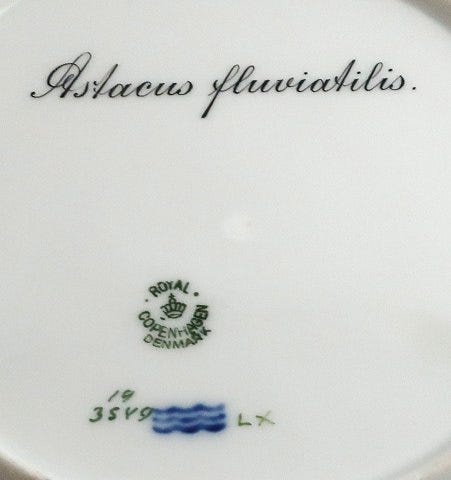 Astacus fluviatilis.
· ROYAL ·
COPENHAGEN
DENMARK
19
3549 LX